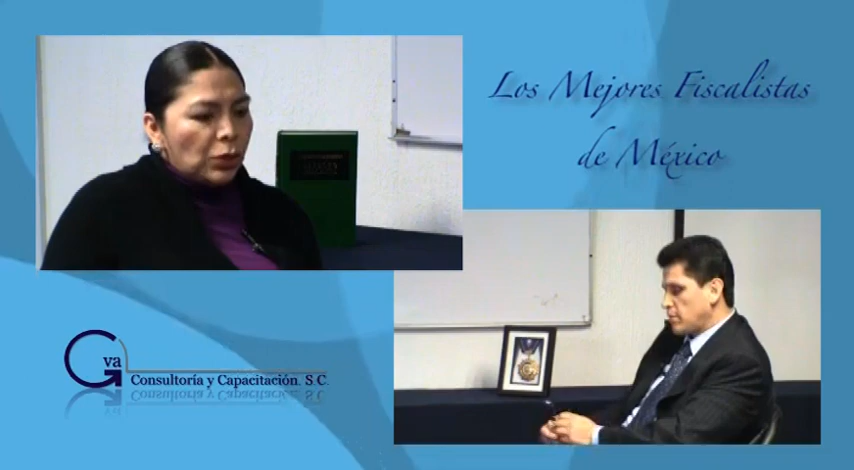 Los Mejores Fiscalistas
de México
Gva
Consultoría y Capacitación, S.C.